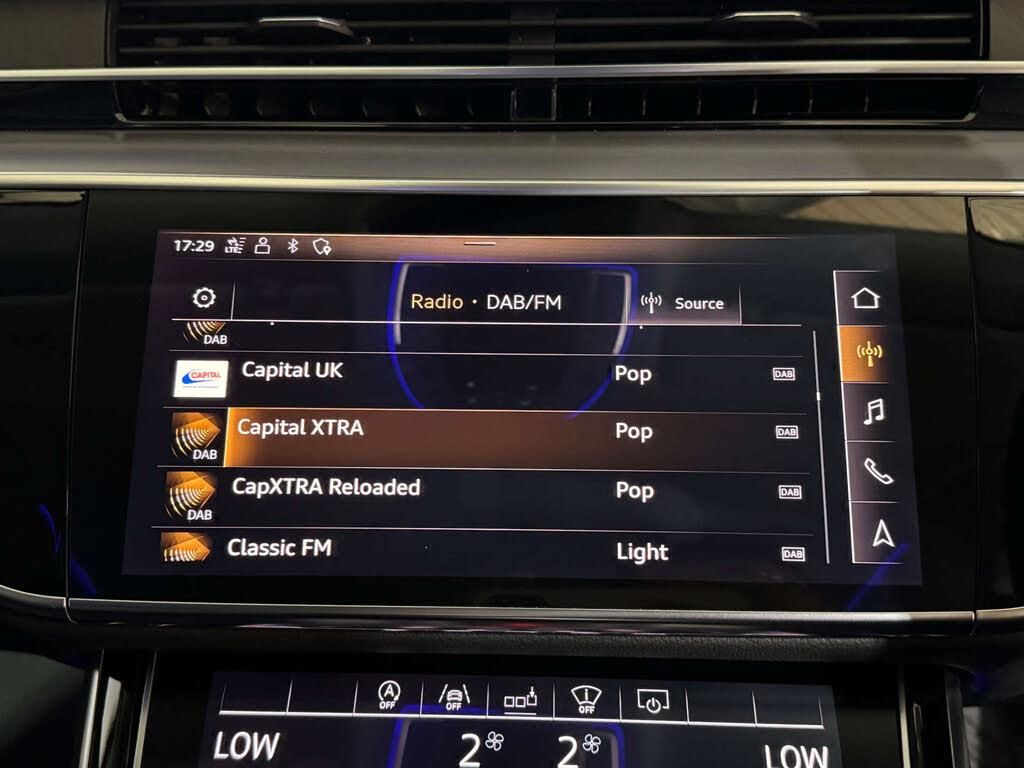 17:29 LTE
Radio · DAB/FM Source
DAB
CAPITAL Capital UK Pop DAB
Capital XTRA Pop DAB
DAB
CapXTRA Reloaded Pop DAB
DAB
Classic FM Light DAB
A OFF OFF i OFF
LOW 2 2 LOW